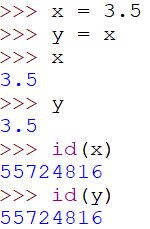 >>> x = 3.5
>>> y = x
>>> x
3.5
>>> y
3.5
>>> id(x)
55724816
>>> id(y)
55724816